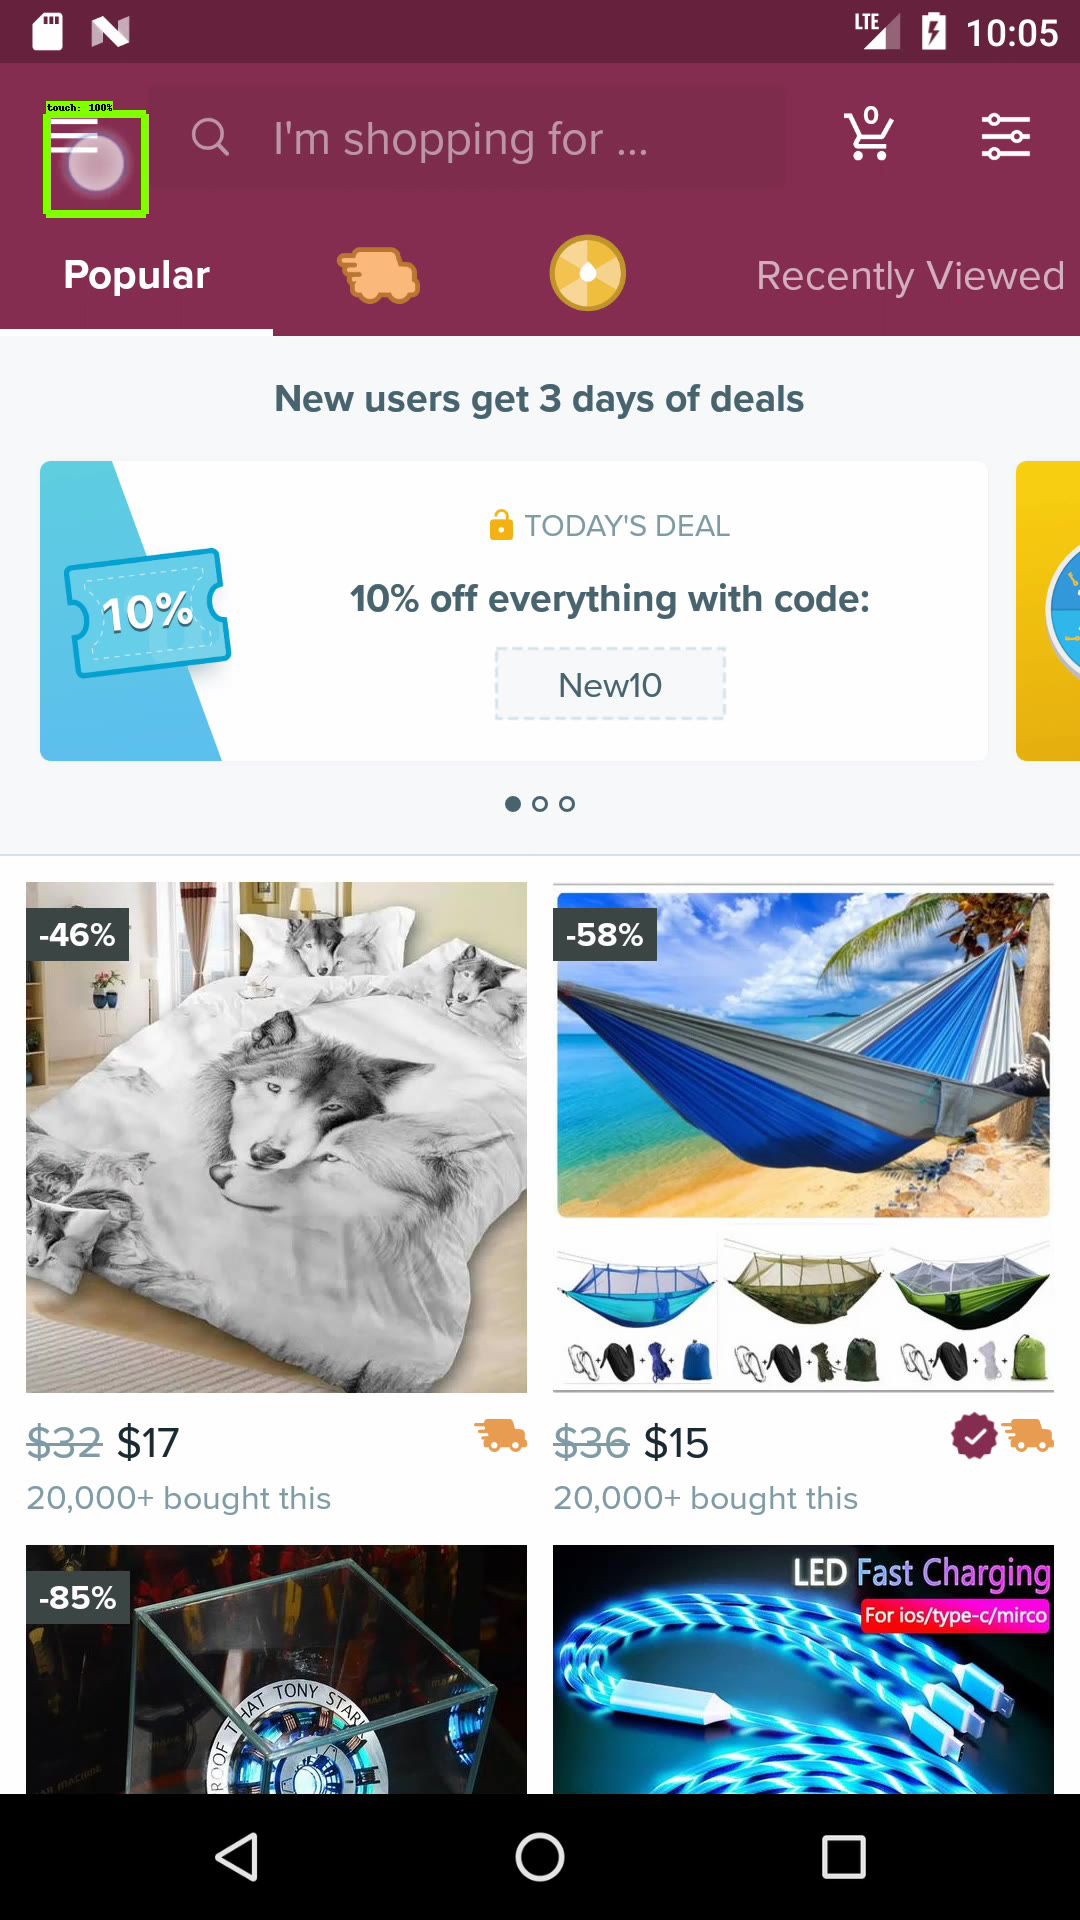 LTE 10:05
touch: 100%
I'm shopping for ...
0
Popular
Recently Viewed
New users get 3 days of deals
TODAY'S DEAL
10%
10% off everything with code:
New10
-46%
-58%
$32 $17
$36 $15
20,000+ bought this
20,000+ bought this
-85%
LED Fast Charging
For ios/type-c/mirco
THAT TONY STARK
ROOF